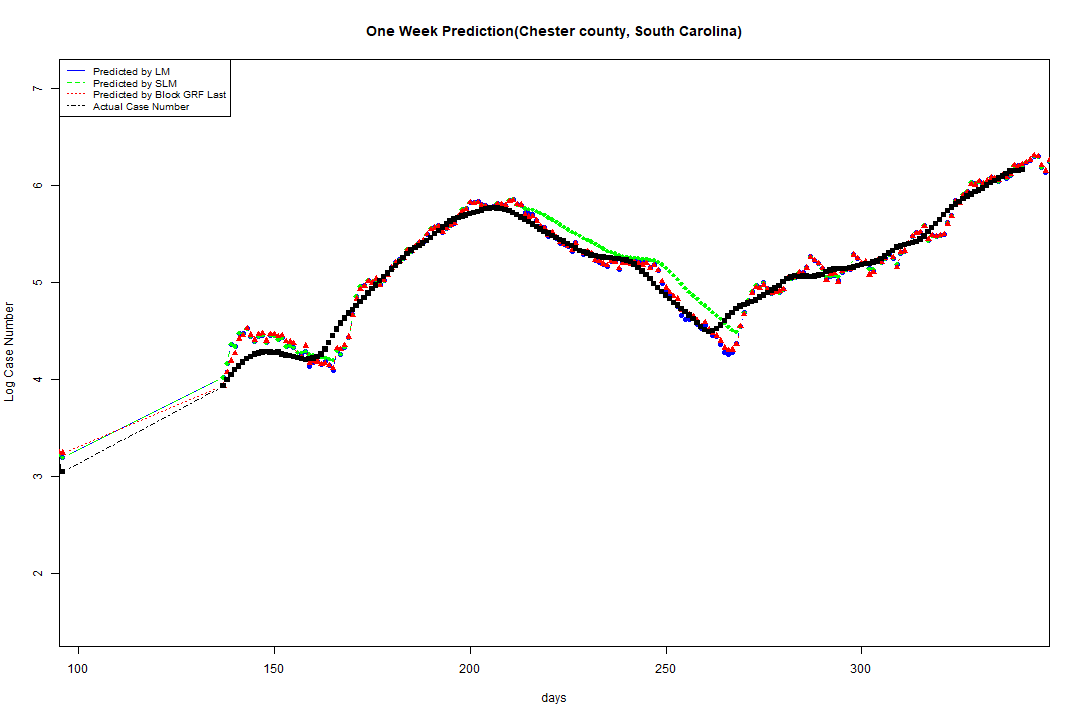 One Week Prediction(Chester county, South Carolina)
Predicted by LM
Predicted by SLM
Predicted by Block GRF Last
Actual Case Number
7
6
5
4
3
2
Log Case Number
100 150 200 250 300
days